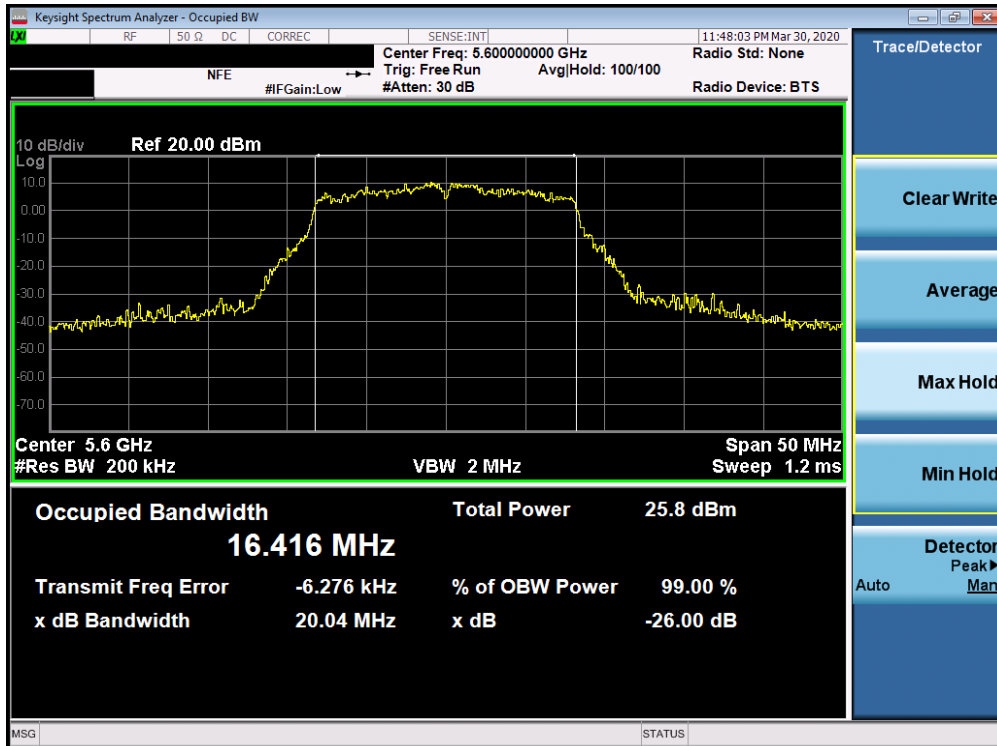 Keysight Spectrum Analyzer - Occupied BW
LXI RF 50 Ω DC CORREC SENSE:INT 11:48:03 PM Mar 30, 2020
Center Freq: 5.600000000 GHz Radio Std: None
NFE Trig: Free Run Avg|Hold: 100/100
#IFGain:Low #Atten: 30 dB Radio Device: BTS
10 dB/div Ref 20.00 dBm
Log
10.0
0.00
-10.0
-20.0
-30.0
-40.0
-50.0
-60.0
-70.0
Center 5.6 GHz Span 50 MHz
#Res BW 200 kHz VBW 2 MHz Sweep 1.2 ms
Occupied Bandwidth Total Power 25.8 dBm
16.416 MHz
Transmit Freq Error -6.276 kHz % of OBW Power 99.00 %
x dB Bandwidth 20.04 MHz x dB -26.00 dB
MSG STATUS
Trace/Detector
Clear Write
Average
Max Hold
Min Hold
Detector
Peak▶
Auto Man